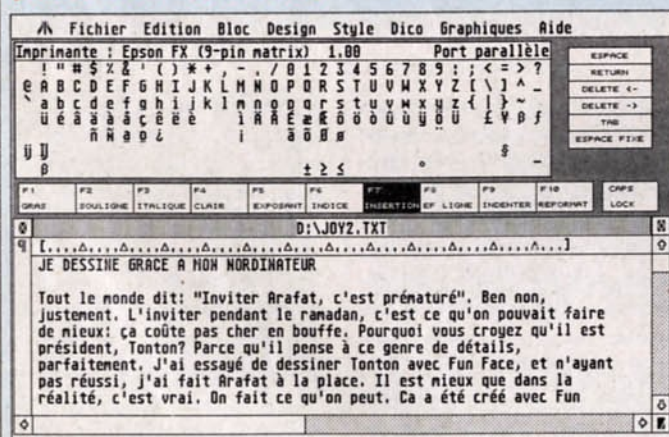 Fichier Edition Bloc Design Style Dico Graphiques Aide
Imprimante : Epson FX (9-pin matrix) 1.00 Port parallèle
! " # $ % & ' ( ) * + , - . / 0 1 2 3 4 5 6 7 8 9 : ; < = > ?
@ A B C D E F G H I J K L M N O P Q R S T U V W X Y Z [ \ ] ^ _
` a b c d e f g h i j k l m n o p q r s t u v w x y z { | } ~
ESPACE
RETURN
DELETE <-
DELETE ->
TAB
ESPACE FIXE
F1 GRAS
F2 SOULIGNE
F3 ITALIQUE
F4 CLAIR
F5 EXPOSANT
F6 INDICE
F7 INSERTION
F8 EF LIGNE
F9 INDENTER
F10 REFORMAT
CAPS LOCK
D:\JOY2.TXT
JE DESSINE GRACE A MON NORDINATEUR
Tout le monde dit: "Inviter Arafat, c'est prématuré". Ben non,
justement. L'inviter pendant le ramadan, c'est ce qu'on pouvait faire
de mieux: ça coûte pas cher en bouffe. Pourquoi vous croyez qu'il est
président, Tonton? Parce qu'il pense à ce genre de détails,
parfaitement. J'ai essayé de dessiner Tonton avec Fun Face, et n'ayant
pas réussi, j'ai fait Arafat à la place. Il est mieux que dans la
réalité, c'est vrai. On fait ce qu'on peut. Ca a été créé avec Fun